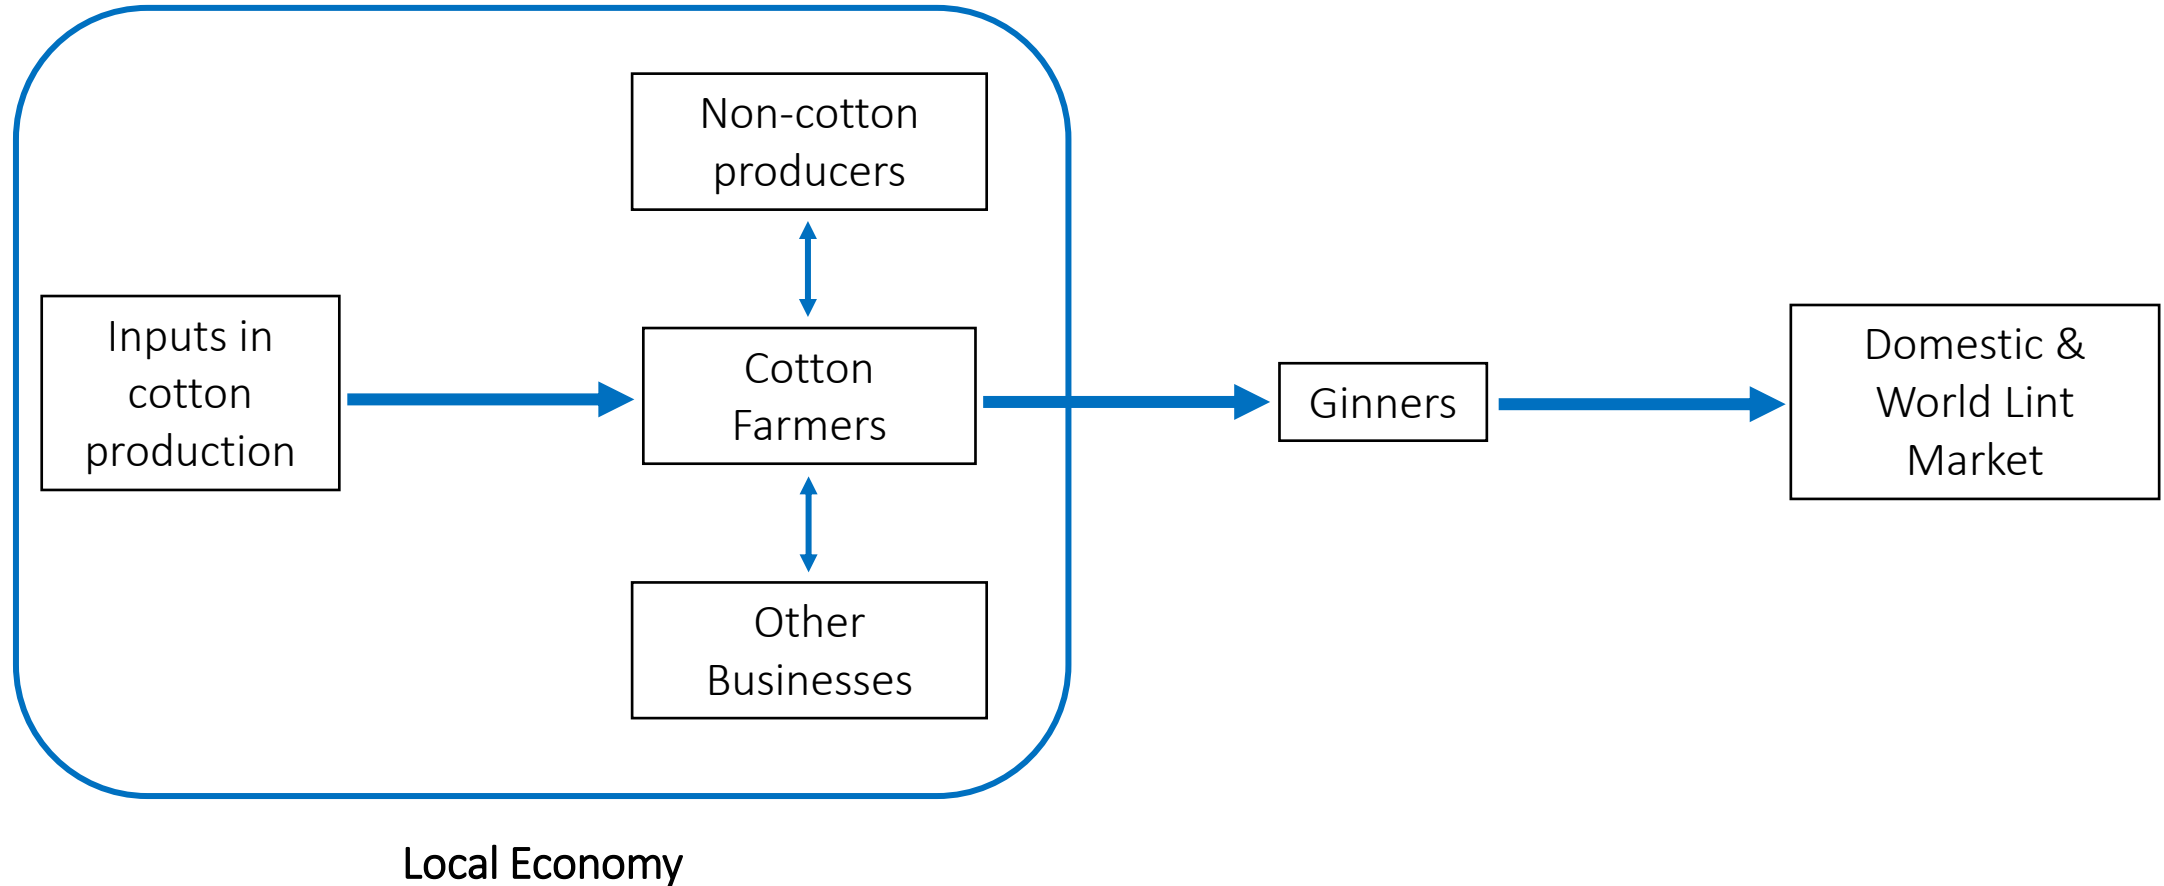 Non-cotton
producers
Inputs in
cotton
production
Cotton
Farmers
Ginners
Domestic &
World Lint
Market
Other
Businesses
Local Economy